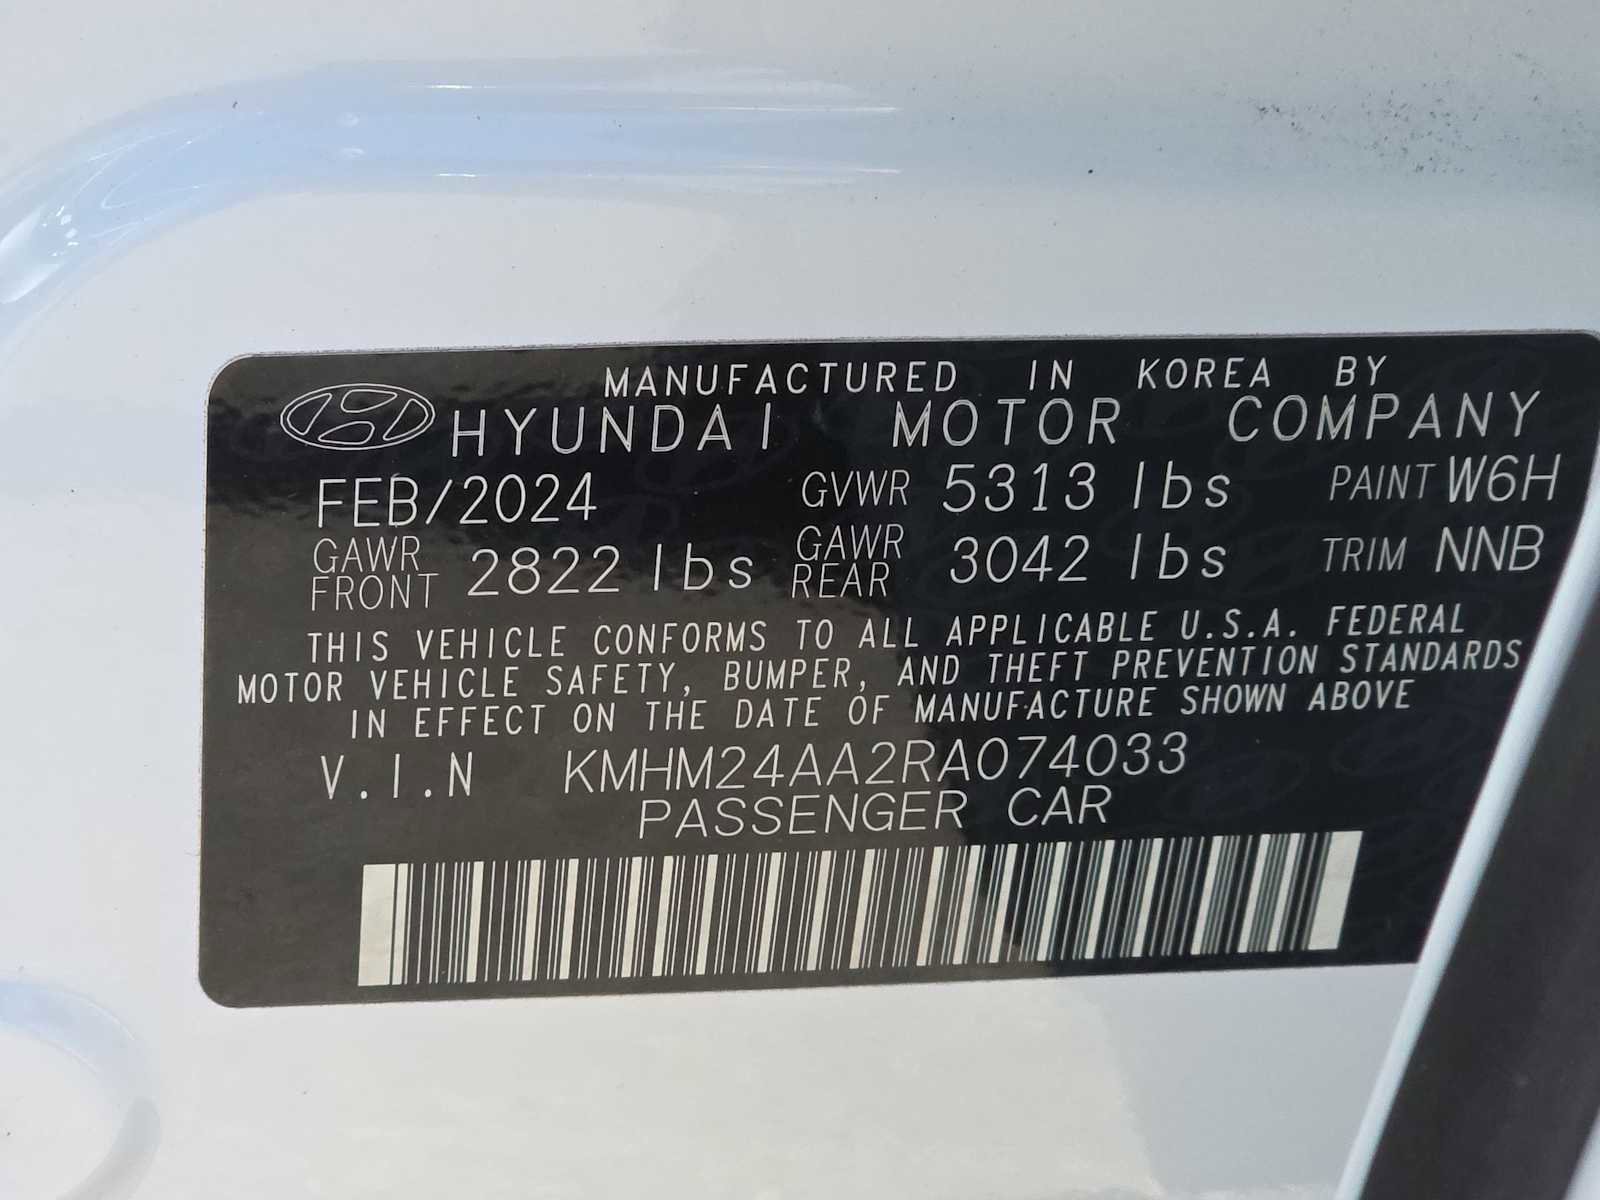 MANUFACTURED IN KOREA BY
HYUNDAI MOTOR COMPANY
FEB/2024 GVWR 5313 lbs PAINT W6H
GAWR FRONT 2822 lbs GAWR REAR 3042 lbs TRIM NNB
THIS VEHICLE CONFORMS TO ALL APPLICABLE U.S.A. FEDERAL
MOTOR VEHICLE SAFETY, BUMPER, AND THEFT PREVENTION STANDARDS
IN EFFECT ON THE DATE OF MANUFACTURE SHOWN ABOVE
V.I.N KMHM24AA2RA074033
PASSENGER CAR